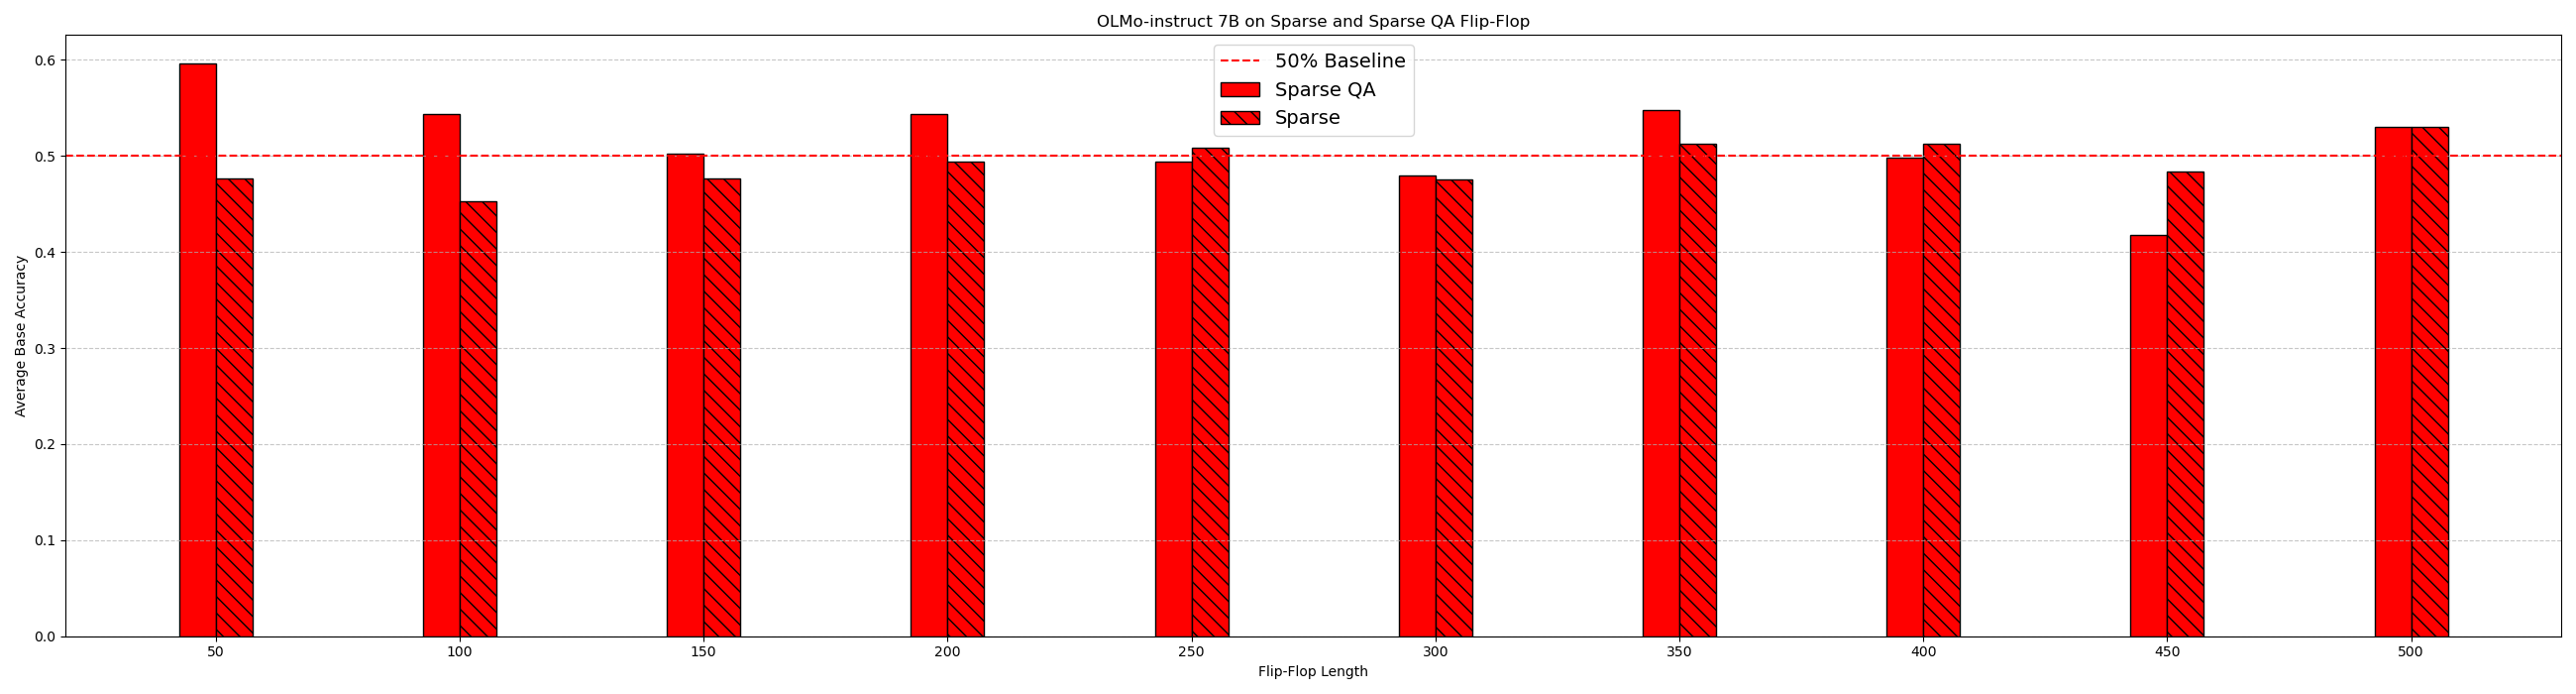 OLMo-instruct 7B on Sparse and Sparse QA Flip-Flop
50% Baseline
Sparse QA
Sparse
Average Base Accuracy
0.6
0.5
0.4
0.3
0.2
0.1
0.0
50 100 150 200 250 300 350 400 450 500
Flip-Flop Length